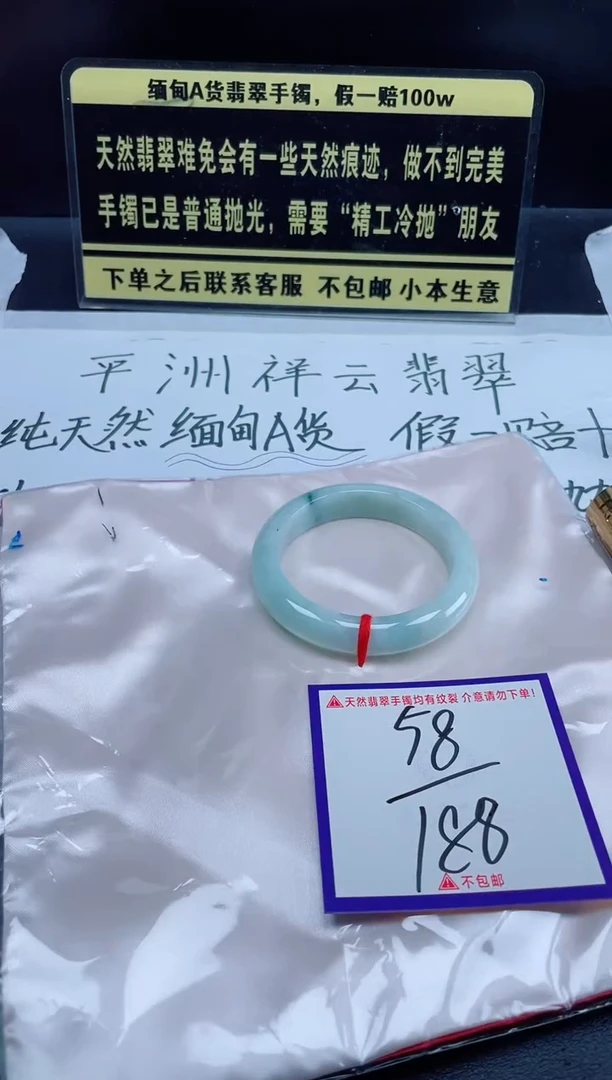 缅甸A货翡翠手镯，假一赔100w
天然翡翠难免会有一些天然痕迹，做不到完美
手镯已是普通抛光，需要“精工冷抛”朋友
下单之后联系客服 不包邮 小本生意
平洲祥云翡翠
纯天然缅甸A货 假一赔十
天然翡翠手镯均有纹裂 介意请勿下单！
58
188
不包邮